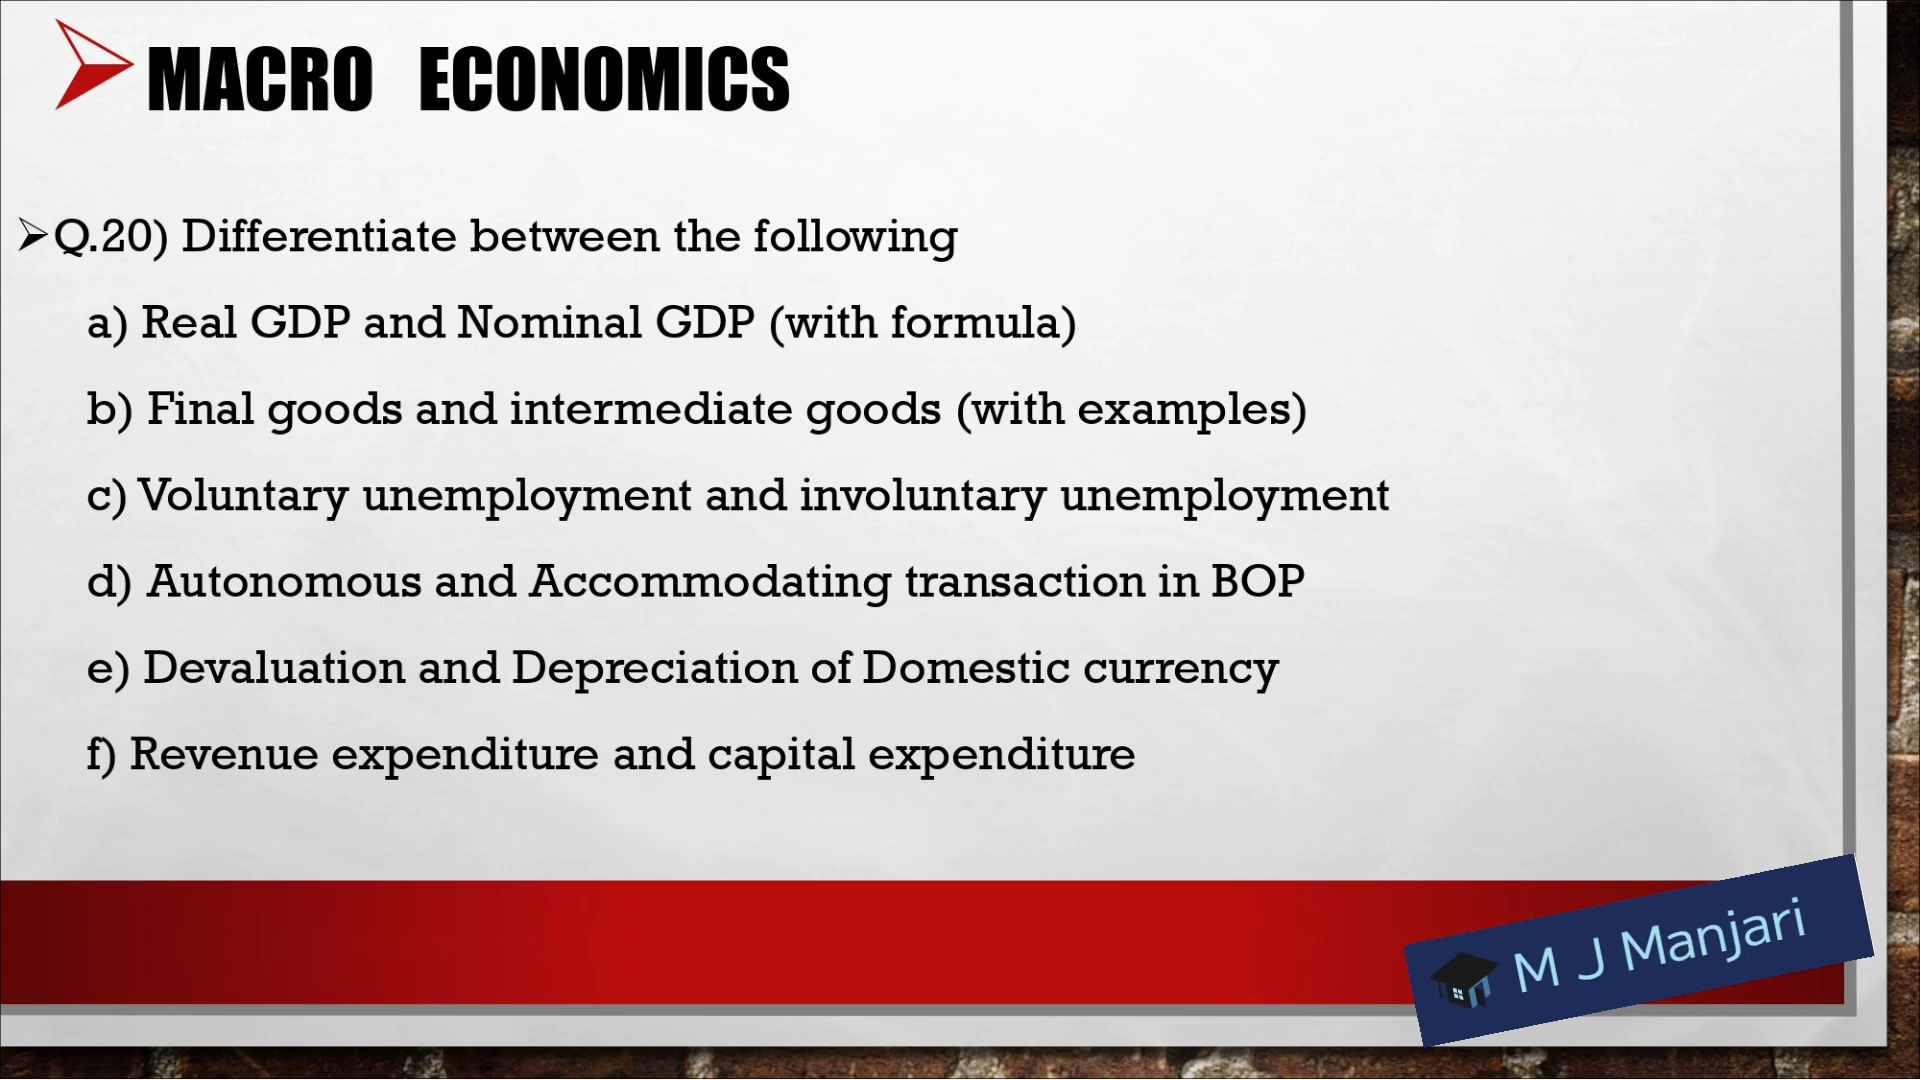 MACRO ECONOMICS
Q.20) Differentiate between the following
a) Real GDP and Nominal GDP (with formula)
b) Final goods and intermediate goods (with examples)
c) Voluntary unemployment and involuntary unemployment
d) Autonomous and Accommodating transaction in BOP
e) Devaluation and Depreciation of Domestic currency
f) Revenue expenditure and capital expenditure
M J Manjari